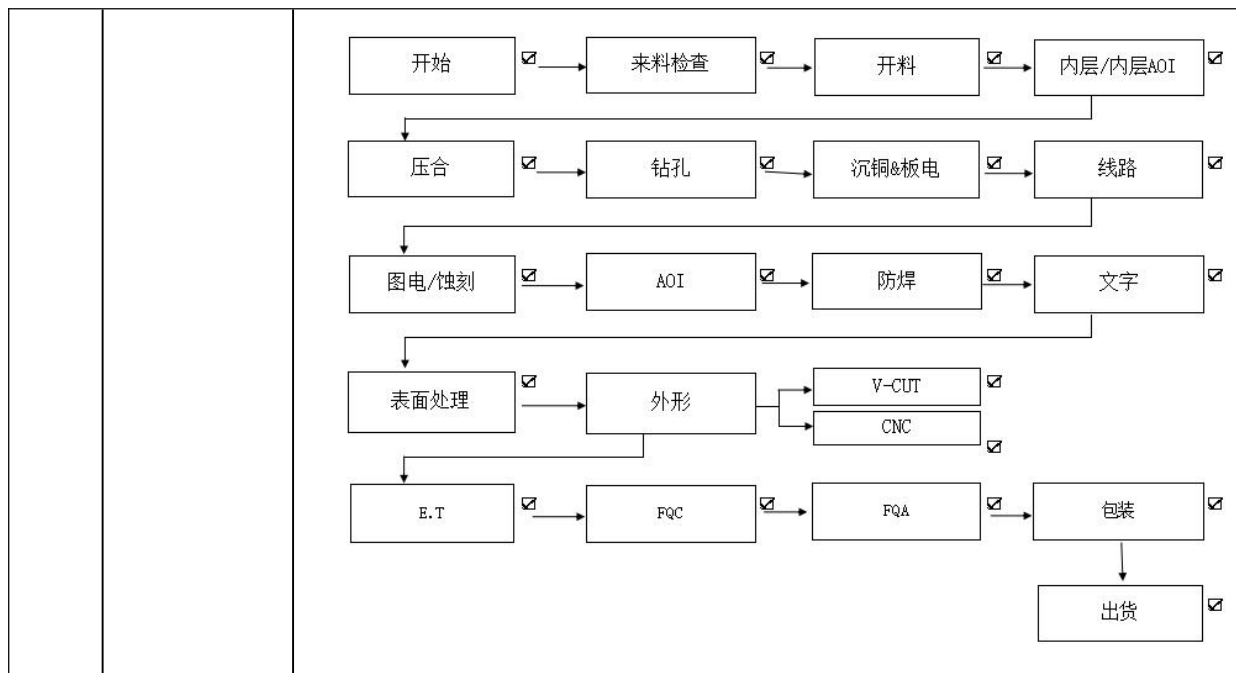 开始
来料检查
开料
内层/内层AOI
压合
钻孔
沉铜&板电
线路
图电/蚀刻
AOI
防焊
文字
表面处理
外形
V-CUT
CNC
E.T
FQC
FQA
包装
出货